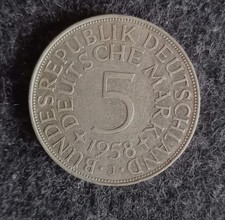 BUNDESREPUBLIK DEUTSCHLAND
DEUTSCHE MARK
5
1958
J